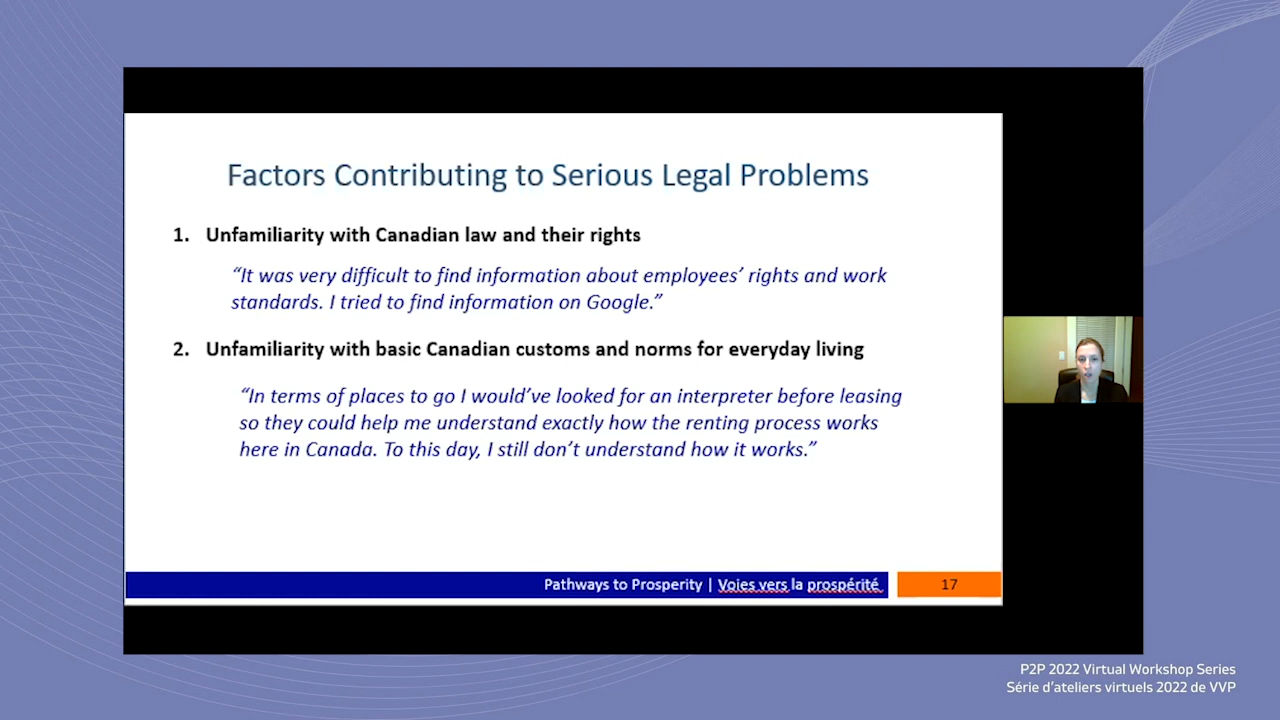 Factors Contributing to Serious Legal Problems
1. Unfamiliarity with Canadian law and their rights
“It was very difficult to find information about employees’ rights and work
standards. I tried to find information on Google.”
2. Unfamiliarity with basic Canadian customs and norms for everyday living
“In terms of places to go I would’ve looked for an interpreter before leasing
so they could help me understand exactly how the renting process works
here in Canada. To this day, I still don’t understand how it works.”
Pathways to Prosperity | Voies vers la prospérité
17
P2P 2022 Virtual Workshop Series
Série d’ateliers virtuels 2022 de VVP